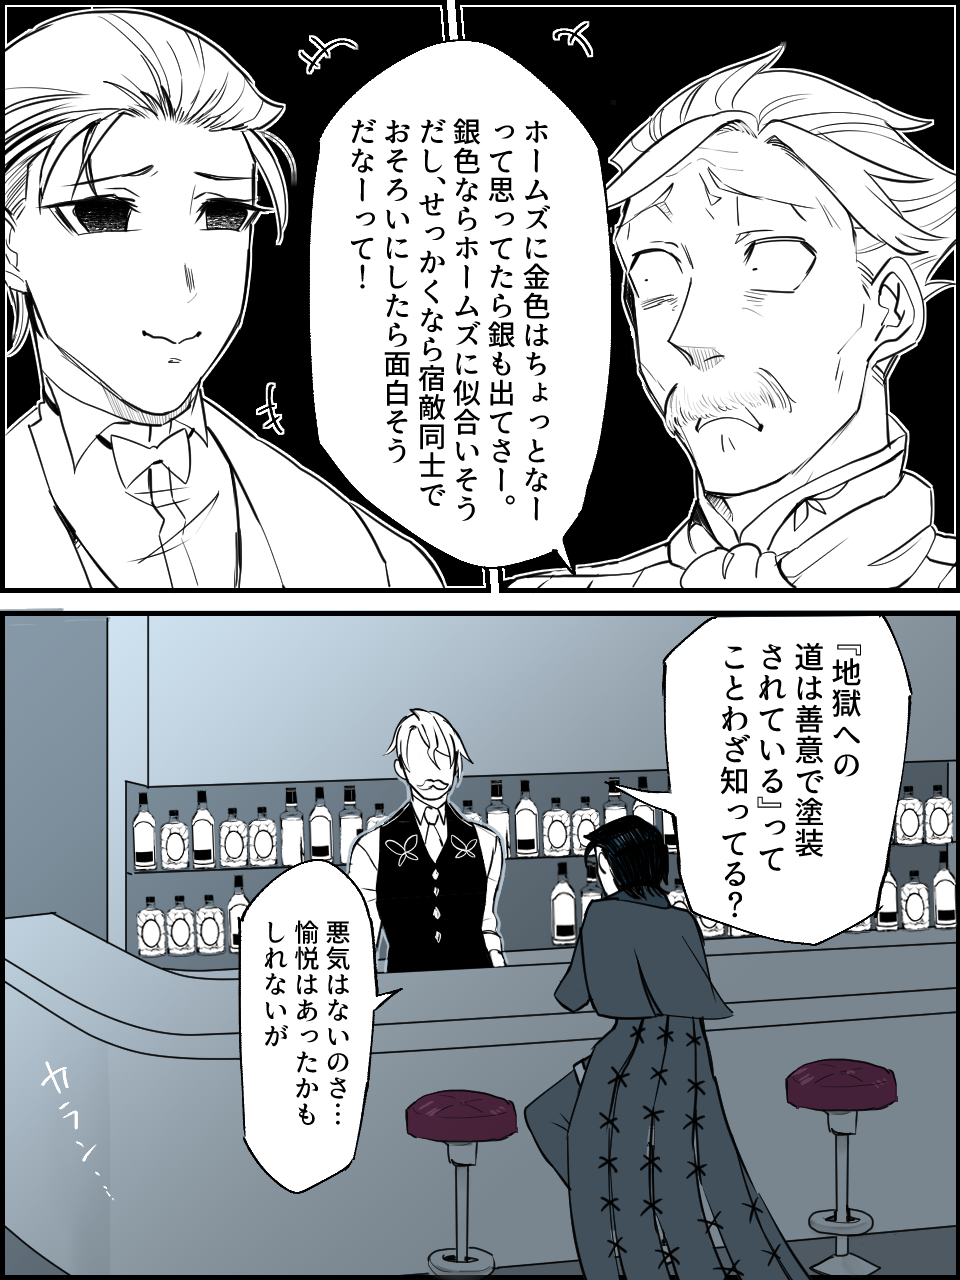 ホームズに金色はちょっとなー
って思ってたら銀も出てさー。
銀色ならホームズに似合いそう
だし、せっかくなら宿敵同士で
おそろいにしたら面白そう
だなーって！
『地獄への
道は善意で塗装
されている』って
ことわざ知ってる？
悪気はないのさ…
愉悦はあったかも
しれないが
カラン…